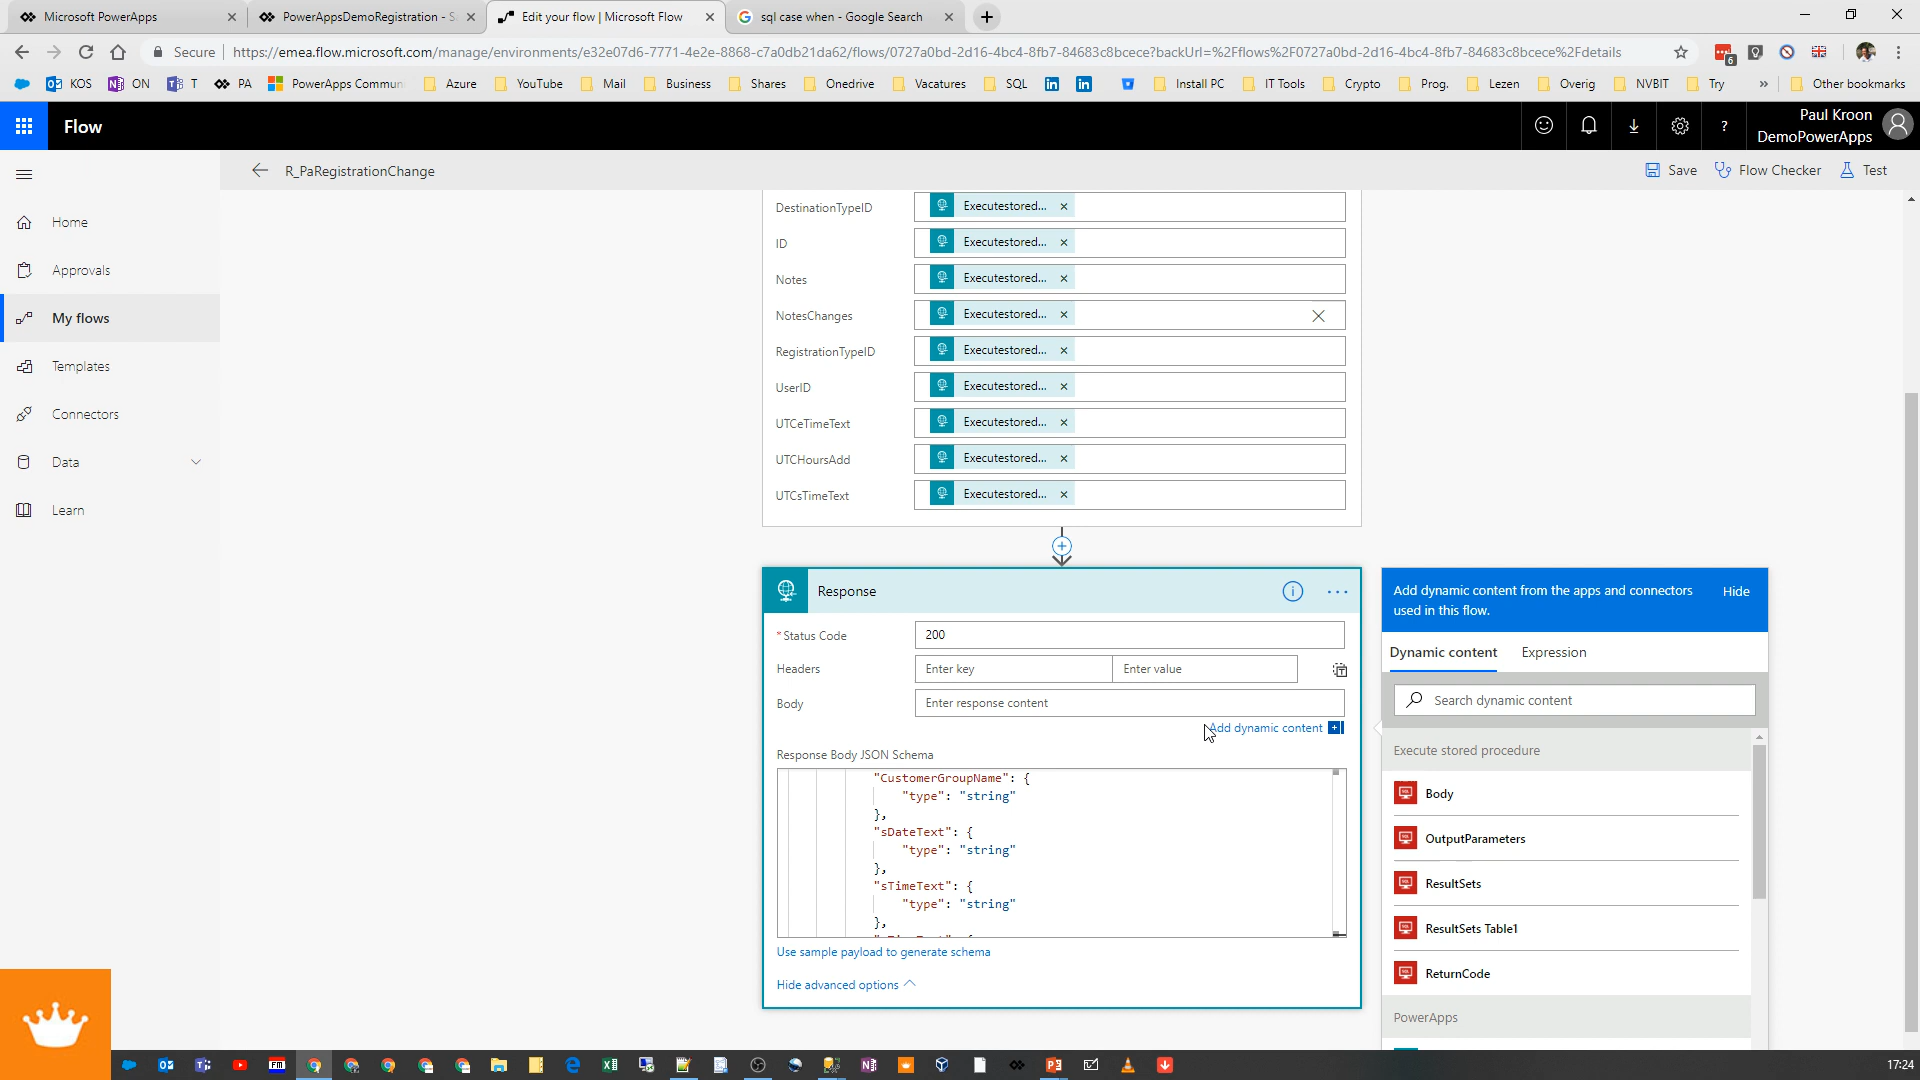 Microsoft PowerApps
PowerAppsDemoRegistration - S
Edit your flow | Microsoft Flow
sql case when - Google Search
Secure
https://emea.flow.microsoft.com/manage/environments/e32e07d6-7771-4e2e-8868-c7a0db21da62/flows/0727a0bd-2d16-4bc4-8fb7-84683c8bcece?backUrl=%2Fflows%2F0727a0bd-2d16-4bc4-8fb7-84683c8bcece%2Fdetails
6
KOS
ON
T
PA
PowerApps Commun
Azure
YouTube
Mail
Business
Shares
Onedrive
Vacatures
SQL
Install PC
IT Tools
Crypto
Prog.
Lezen
Overig
NVBIT
Try
»
Other bookmarks
Flow
?
Paul Kroon
DemoPowerApps
R_PaRegistrationChange
Save
Flow Checker
Test
Home
Approvals
My flows
Templates
Connectors
Data
Learn
DestinationTypeID
Executestored... ×
ID
Executestored... ×
Notes
Executestored... ×
NotesChanges
Executestored... ×
RegistrationTypeID
Executestored... ×
UserID
Executestored... ×
UTCeTimeText
Executestored... ×
UTCHoursAdd
Executestored... ×
UTCsTimeText
Executestored... ×
Response
* Status Code
200
Headers
Enter key
Enter value
Body
Enter response content
Add dynamic content
Response Body JSON Schema
"CustomerGroupName": {
"type": "string"
},
"sDateText": {
"type": "string"
},
"sTimeText": {
"type": "string"
},
Use sample payload to generate schema
Hide advanced options
Add dynamic content from the apps and connectors
used in this flow.
Hide
Dynamic content
Expression
Search dynamic content
Execute stored procedure
Body
OutputParameters
ResultSets
ResultSets Table1
ReturnCode
PowerApps
FM
17:24